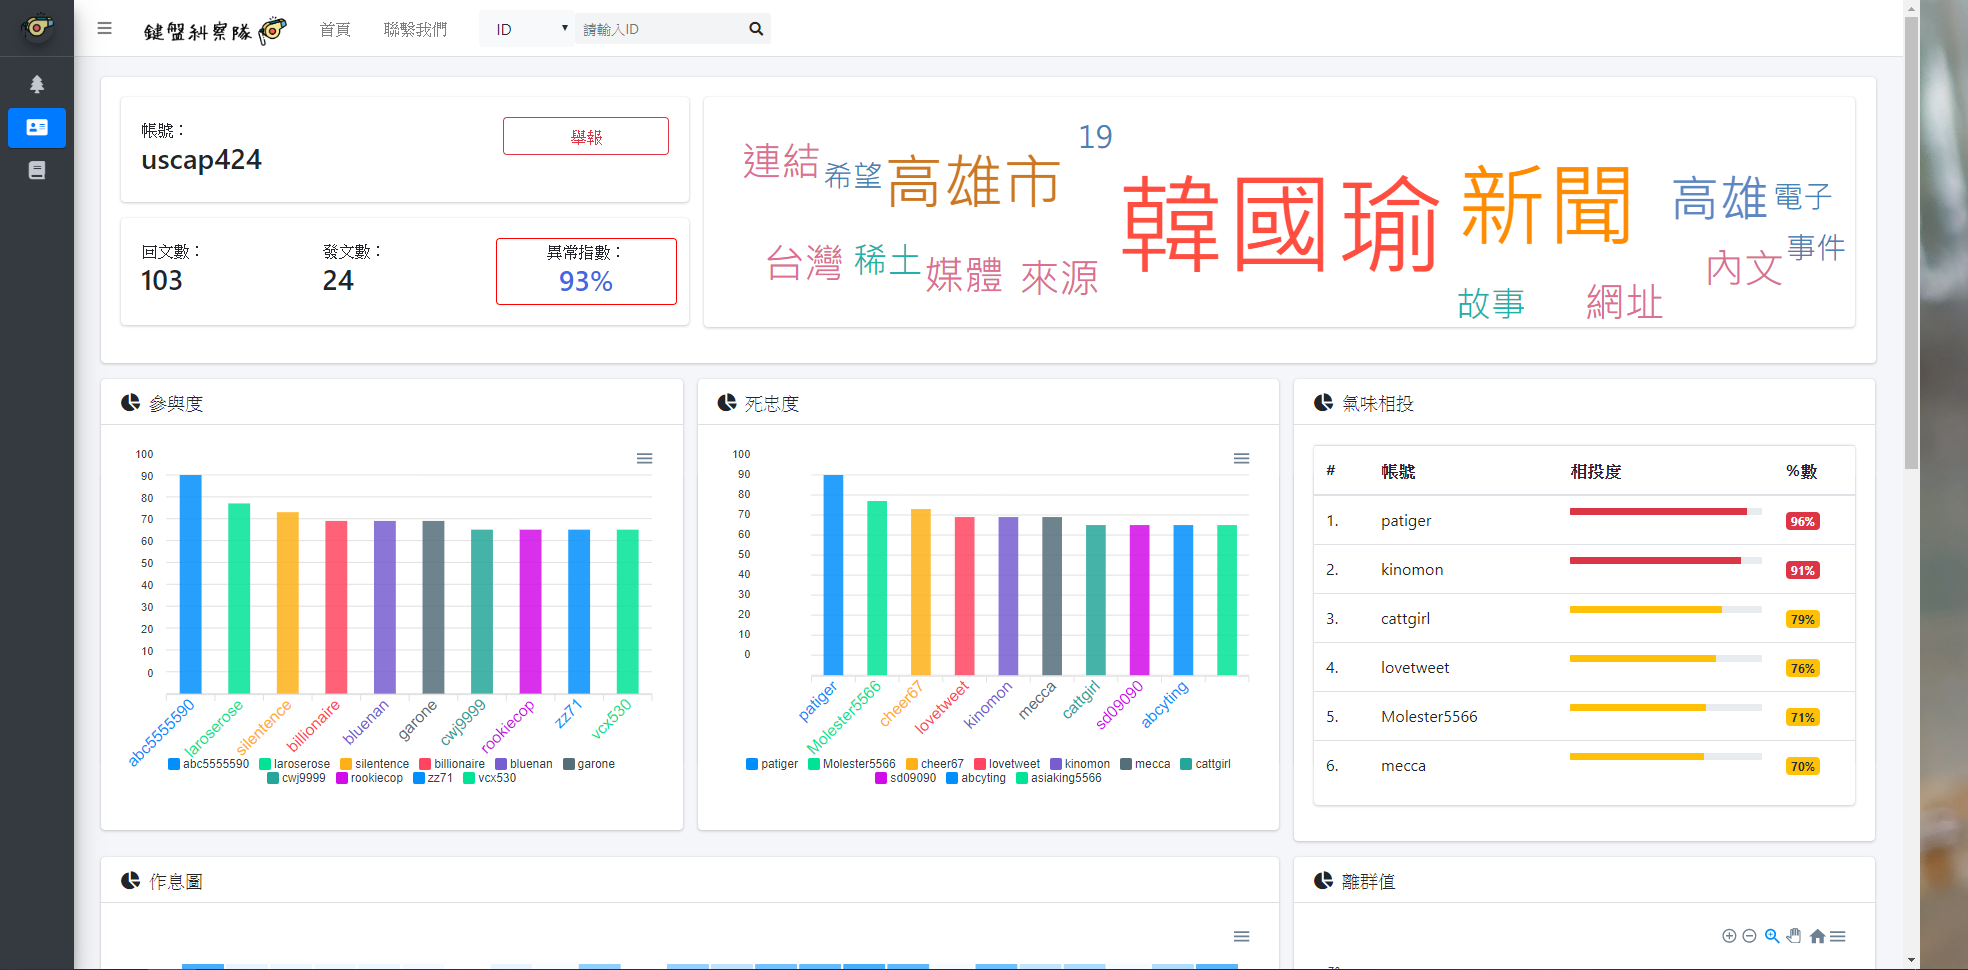 鍵盤糾察隊
首頁
聯繫我們
ID
請輸入ID
帳號：
uscap424
舉報
回文數：
103
發文數：
24
異常指數：
93%
連結
希望
高雄市
19
韓國瑜
新聞
高雄
電子
台灣
稀土
媒體
來源
故事
網址
內文
事件
參與度
100
90
80
70
60
50
40
30
20
10
0
abc5555590
laroserose
silentence
billionaire
bluenan
garone
cwj9999
rookiecop
zz71
vcx530
abc5555590 laroserose silentence billionaire bluenan garone
cwj9999 rookiecop zz71 vcx530
死忠度
100
90
80
70
60
50
40
30
20
10
0
patiger
Molester5566
cheer67
lovetweet
kinomon
mecca
cattgirl
sd09090
abcyting
patiger Molester5566 cheer67 lovetweet kinomon mecca cattgirl
sd09090 abcyting asiaking5566
氣味相投
# 帳號 相投度 %數
1. patiger 96%
2. kinomon 91%
3. cattgirl 79%
4. lovetweet 76%
5. Molester5566 71%
6. mecca 70%
作息圖
離群值